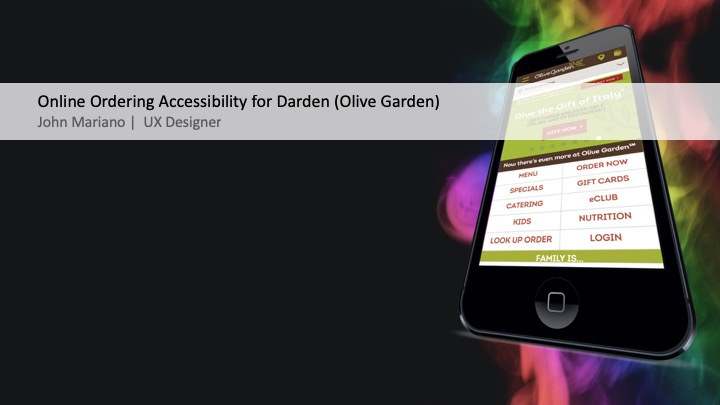 Online Ordering Accessibility for Darden (Olive Garden)
John Mariano | UX Designer
Olive Garden
Give the Gift of Italy
Now there's even more at Olive Garden℠
MENU
ORDER NOW
SPECIALS
GIFT CARDS
CATERING
eCLUB
KIDS
NUTRITION
LOOK UP ORDER
LOGIN
FAMILY IS...